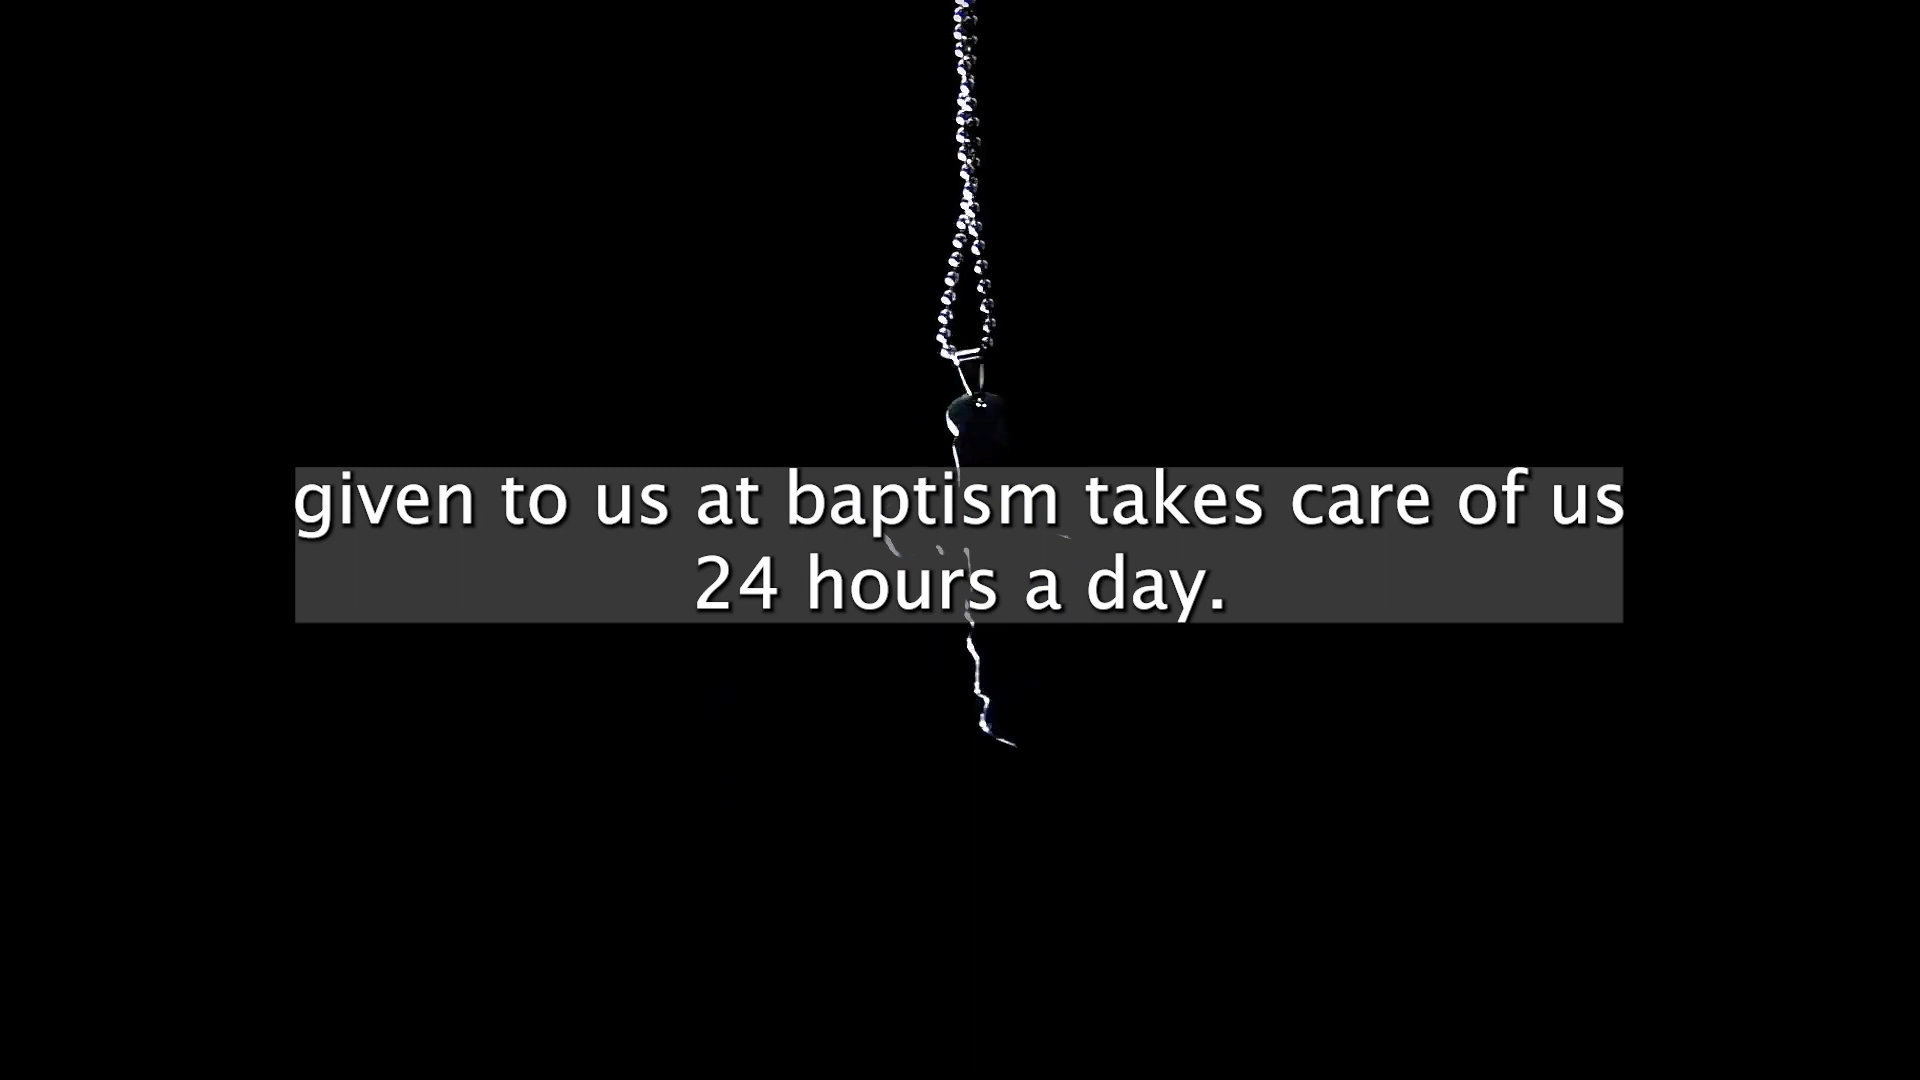 given to us at baptism takes care of us
24 hours a day.